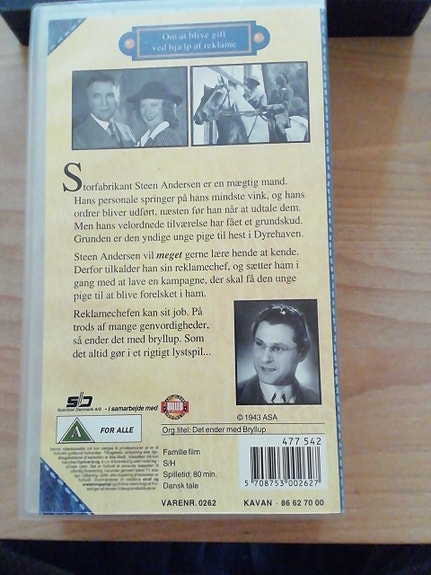 Om at blive gift
ved hjælp af reklame
Storfabrikant Steen Andersen er en mægtig mand.
Hans personale springer på hans mindste vink, og hans
ordrer bliver udført, næsten før han når at udtale dem.
Men hans velordnede tilværelse har fået et grundskud.
Grunden er den yndige unge pige til hest i Dyrehaven.
Steen Andersen vil meget gerne lære hende at kende.
Derfor tilkalder han sin reklamechef, og sætter ham i
gang med at lave en kampagne, der skal få den unge
pige til at blive forelsket i ham.
Reklamechefen kan sit job. På
trods af mange genvordigheder,
så ender det med bryllup. Som
det altid gør i et rigtigt lystspil...
© 1943 ASA
- i samarbejde med
FOR ALLE
Org.titel: Det ender med Bryllup
Familie film
S/H
Spilletid: 80 min.
Dansk tale
477 542
5 708753 002627
VARENR. 0262
KAVAN - 86 62 70 00